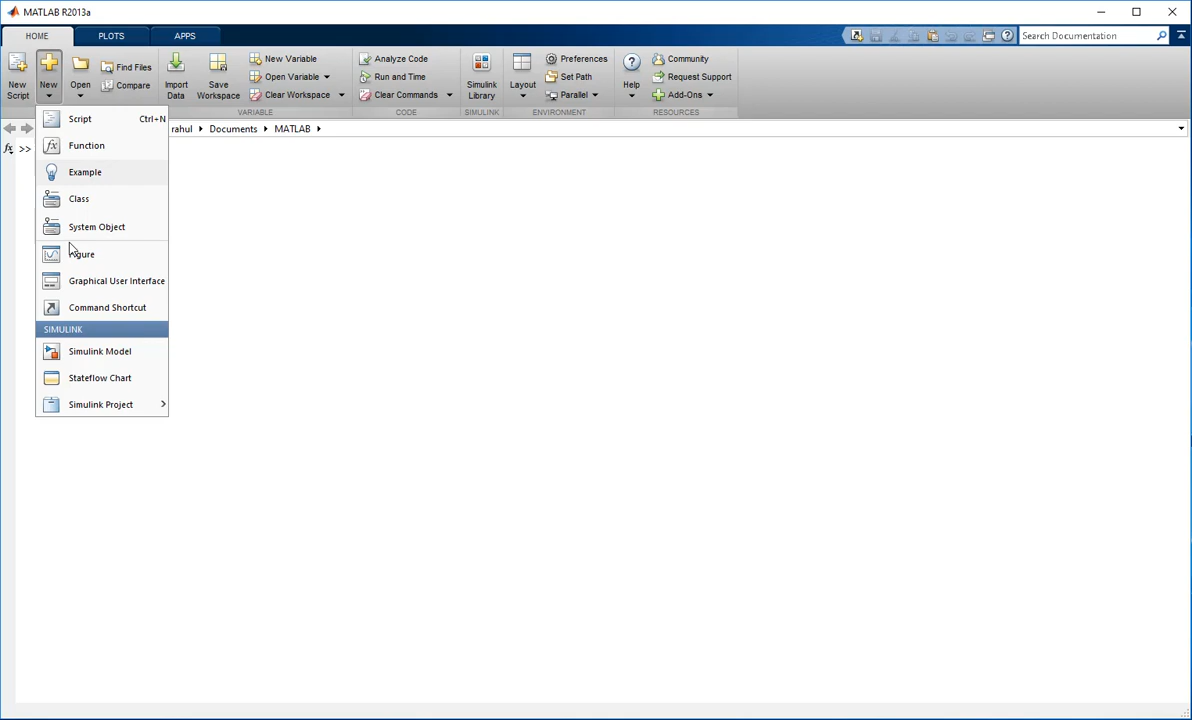 MATLAB R2013a
HOME PLOTS APPS
Search Documentation
New Script
New
Open
Find Files
Compare
Import Data
Save Workspace
New Variable
Open Variable
Clear Workspace
VARIABLE
Analyze Code
Run and Time
Clear Commands
CODE
Simulink Library
SIMULINK
Layout
Preferences
Set Path
Parallel
ENVIRONMENT
Help
Community
Request Support
Add-Ons
RESOURCES
rahul Documents MATLAB
fx >>
Script Ctrl+N
Function
Example
Class
System Object
gure
Graphical User Interface
Command Shortcut
SIMULINK
Simulink Model
Stateflow Chart
Simulink Project